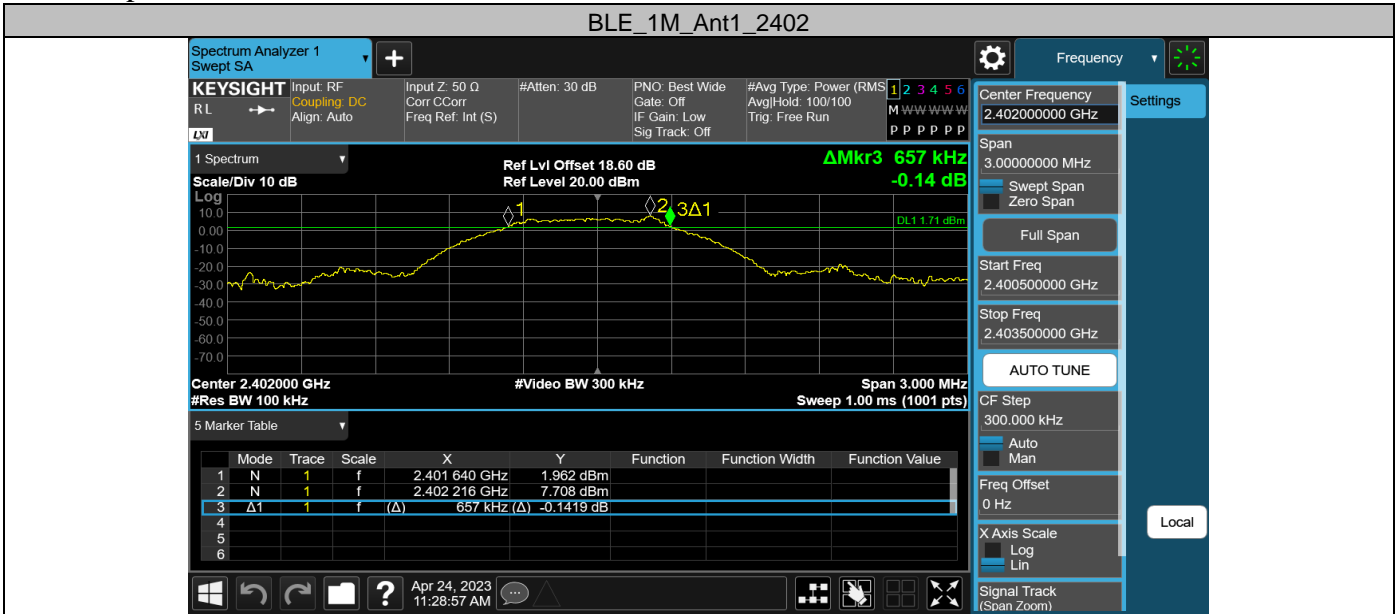 BLE_1M_Ant1_2402
Spectrum Analyzer 1
Swept SA
+
Frequency
KEYSIGHT
RL
LXI
Input: RF
Coupling: DC
Align: Auto
Input Z: 50 Ω
Corr CCorr
Freq Ref: Int (S)
#Atten: 30 dB
PNO: Best Wide
Gate: Off
IF Gain: Low
Sig Track: Off
#Avg Type: Power (RMS
Avg|Hold: 100/100
Trig: Free Run
1 2 3 4 5 6
M W W W W W
P P P P P P
1 Spectrum
Scale/Div 10 dB
Ref Lvl Offset 18.60 dB
Ref Level 20.00 dBm
ΔMkr3 657 kHz
-0.14 dB
Log
10.0
0.00
-10.0
-20.0
-30.0
-40.0
-50.0
-60.0
-70.0
1
2
3Δ1
DL1 1.71 dBm
Center 2.402000 GHz
#Video BW 300 kHz
Span 3.000 MHz
#Res BW 100 kHz
Sweep 1.00 ms (1001 pts)
5 Marker Table
Mode Trace Scale X Y Function Function Width Function Value
1 N 1 f 2.401 640 GHz 1.962 dBm
2 N 1 f 2.402 216 GHz 7.708 dBm
3 Δ1 1 f (Δ) 657 kHz (Δ) -0.1419 dB
4
5
6
Center Frequency
2.402000000 GHz
Settings
Span
3.00000000 MHz
Swept Span
Zero Span
Full Span
Start Freq
2.400500000 GHz
Stop Freq
2.403500000 GHz
AUTO TUNE
CF Step
300.000 kHz
Auto
Man
Freq Offset
0 Hz
X Axis Scale
Log
Lin
Signal Track
(Span Zoom)
Local
?
Apr 24, 2023
11:28:57 AM